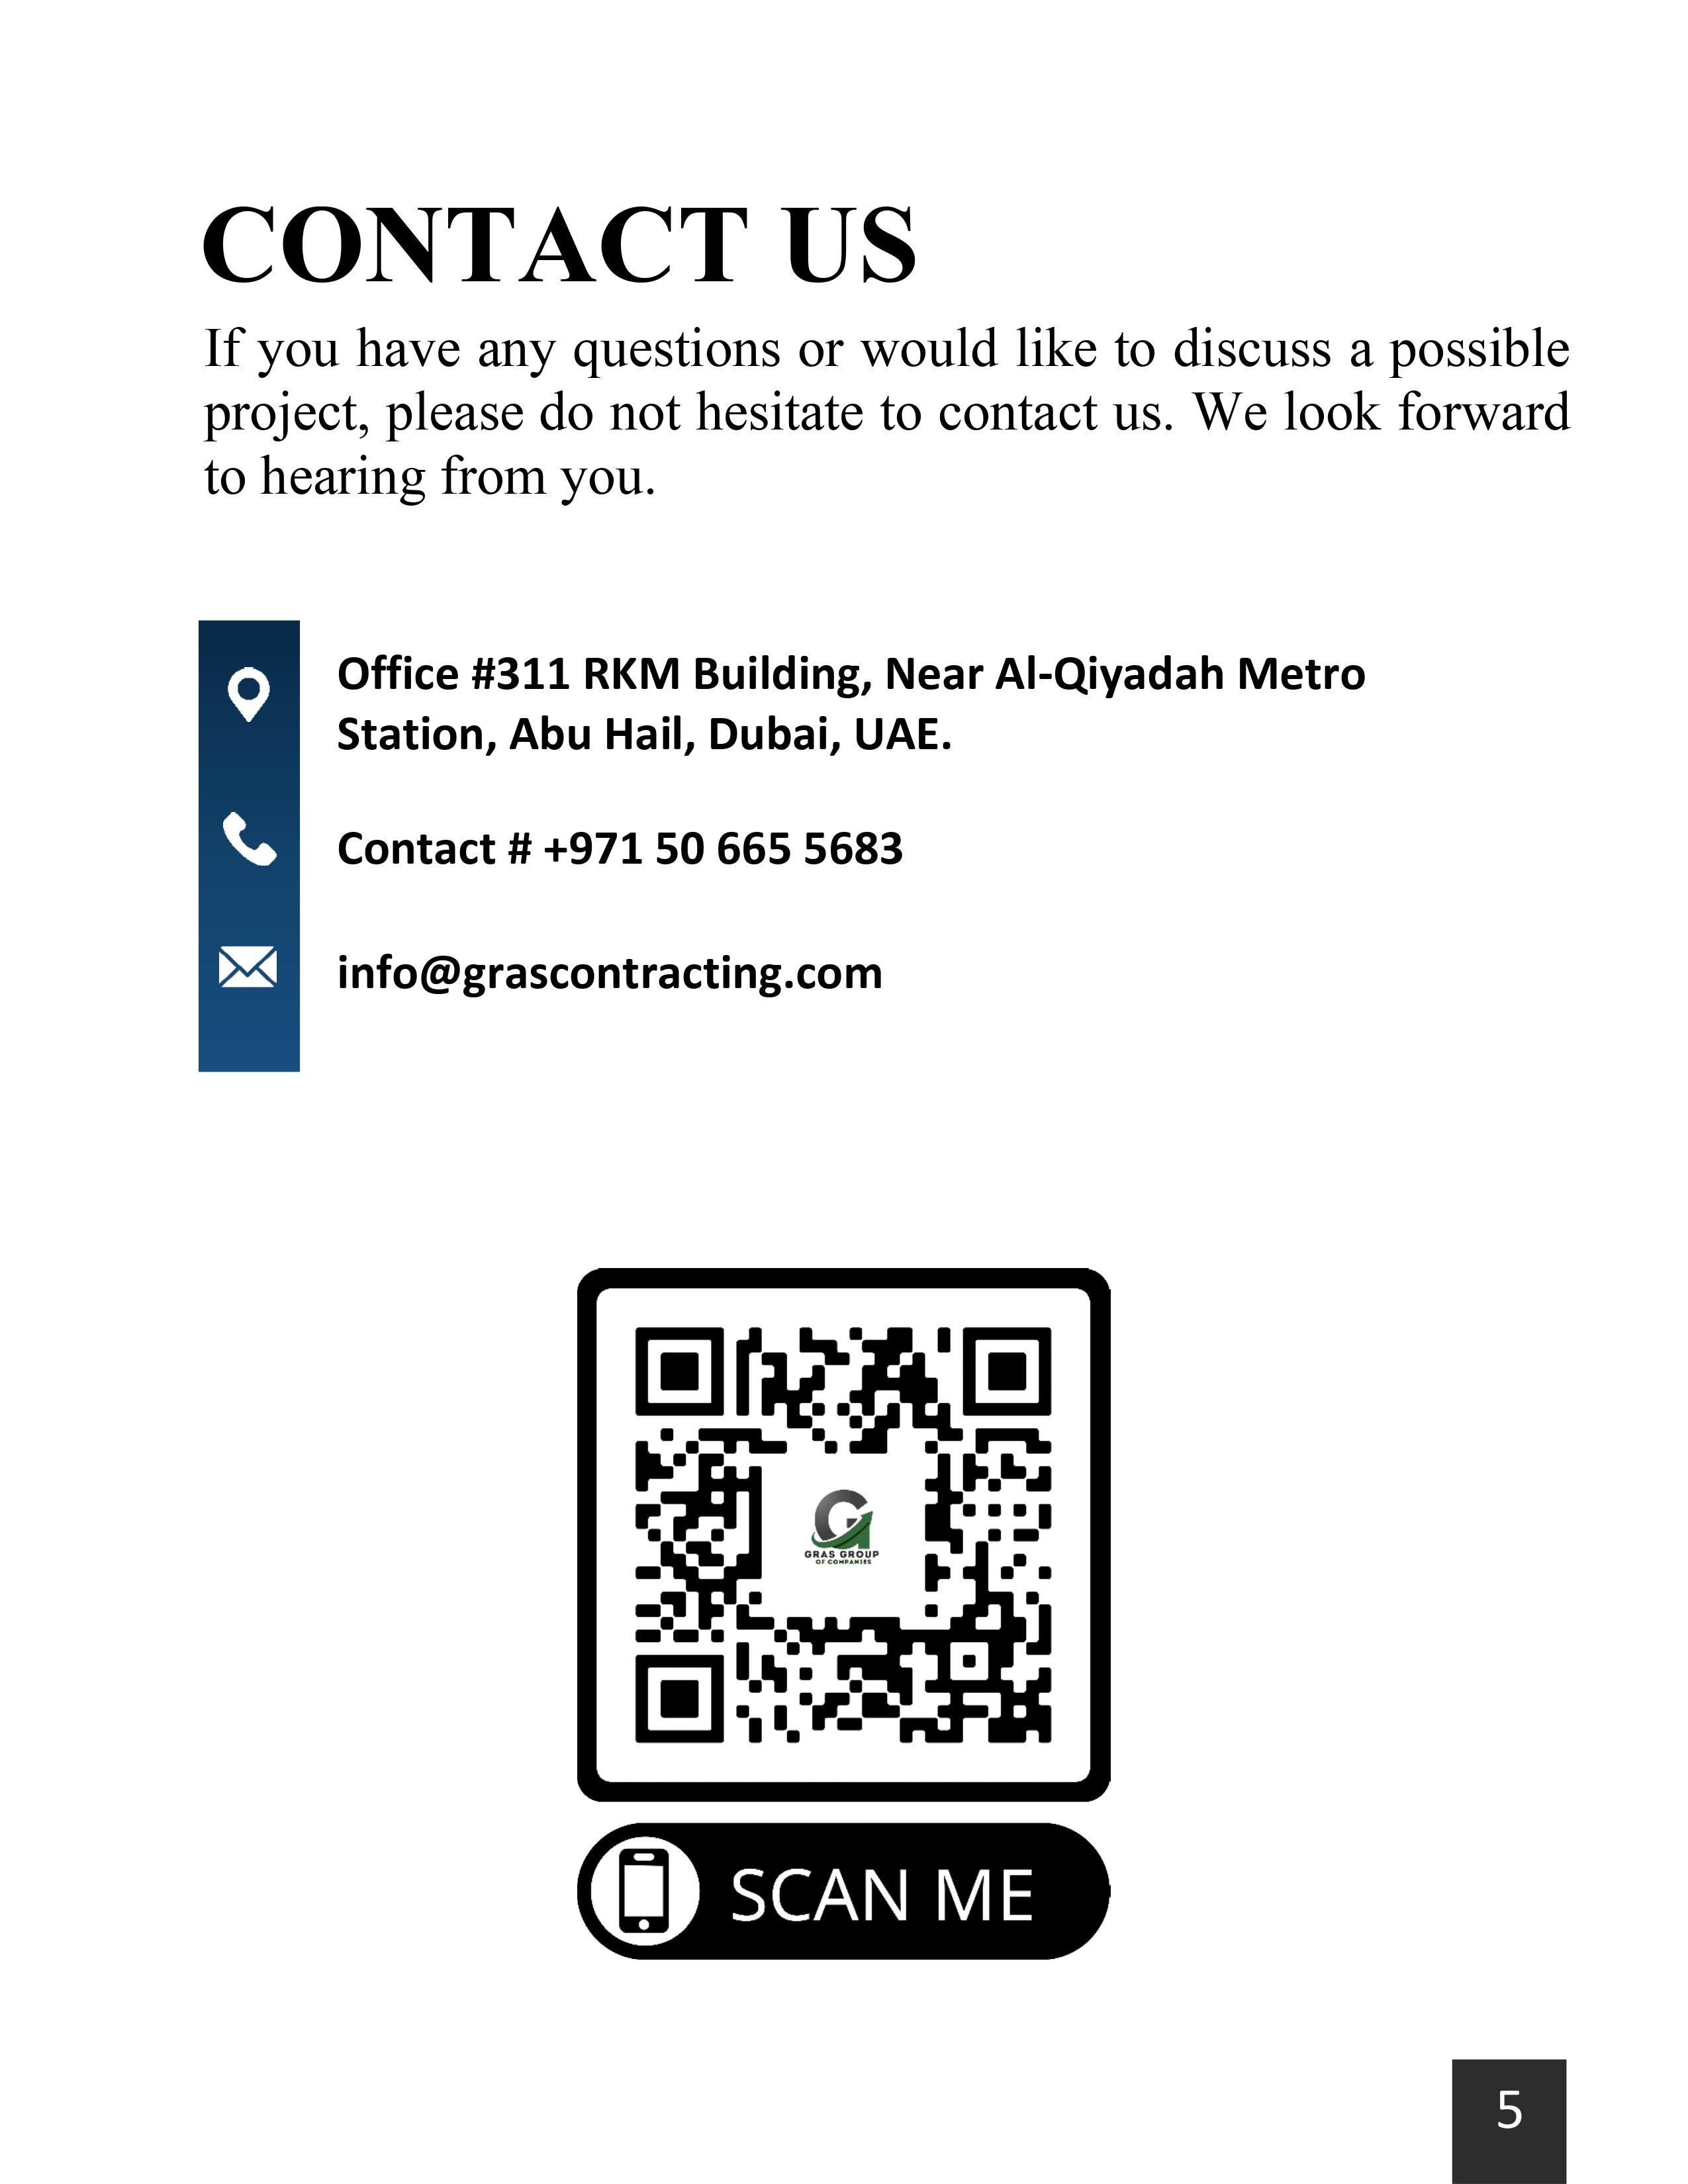 CONTACT US
If you have any questions or would like to discuss a possible
project, please do not hesitate to contact us. We look forward
to hearing from you.
Office #311 RKM Building, Near Al-Qiyadah Metro
Station, Abu Hail, Dubai, UAE.
Contact # +971 50 665 5683
info@grascontracting.com
GRAS GROUP
OF COMPANIES
SCAN ME
5